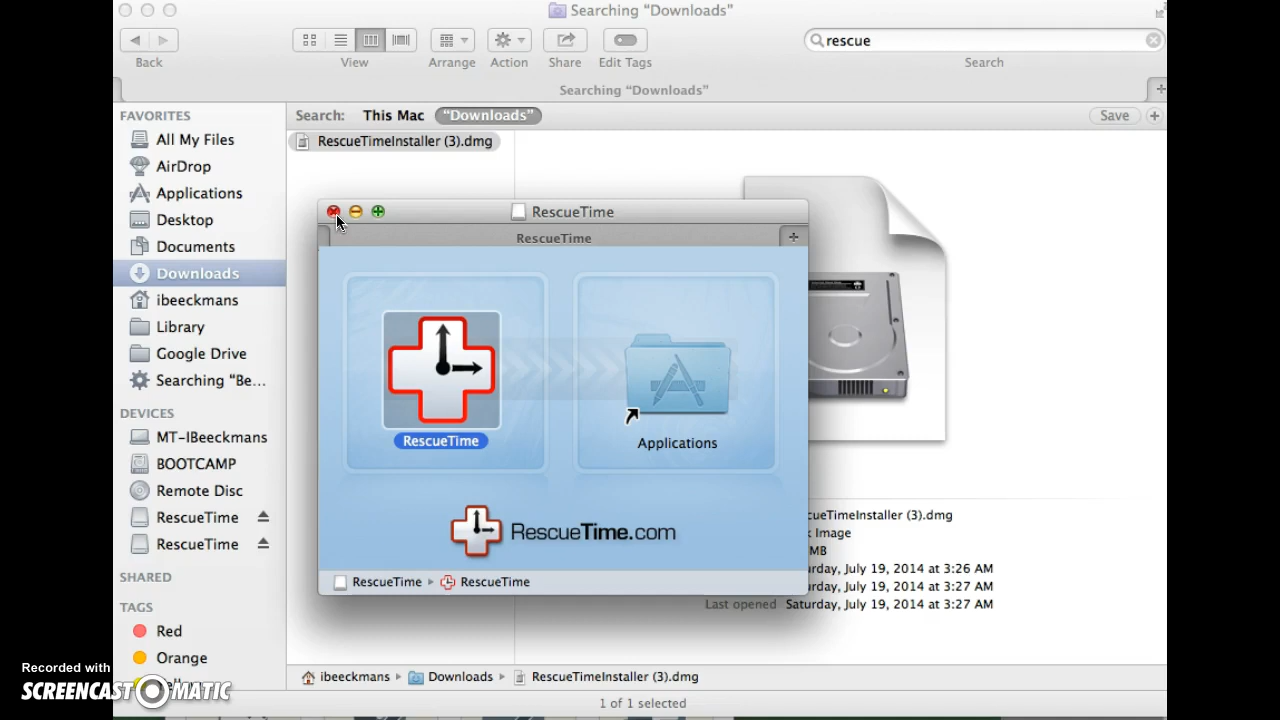 Searching “Downloads”
rescue
Back
View
Arrange
Action
Share
Edit Tags
Search
Searching “Downloads”
Search: This Mac “Downloads” Save
FAVORITES
All My Files
AirDrop
Applications
Desktop
Documents
Downloads
ibeeckmans
Library
Google Drive
Searching “Be...
DEVICES
MT-IBeeckmans
BOOTCAMP
Remote Disc
RescueTime
RescueTime
SHARED
TAGS
Red
Orange
RescueTimeInstaller (3).dmg
RescueTime
RescueTime
RescueTime
Applications
RescueTime.com
RescueTime ▸ RescueTime
cueTimeInstaller (3).dmg
Image
MB
urday, July 19, 2014 at 3:26 AM
urday, July 19, 2014 at 3:27 AM
Last opened Saturday, July 19, 2014 at 3:27 AM
ibeeckmans ▸ Downloads ▸ RescueTimeInstaller (3).dmg
1 of 1 selected
Recorded with
SCREENCAST-O-MATIC